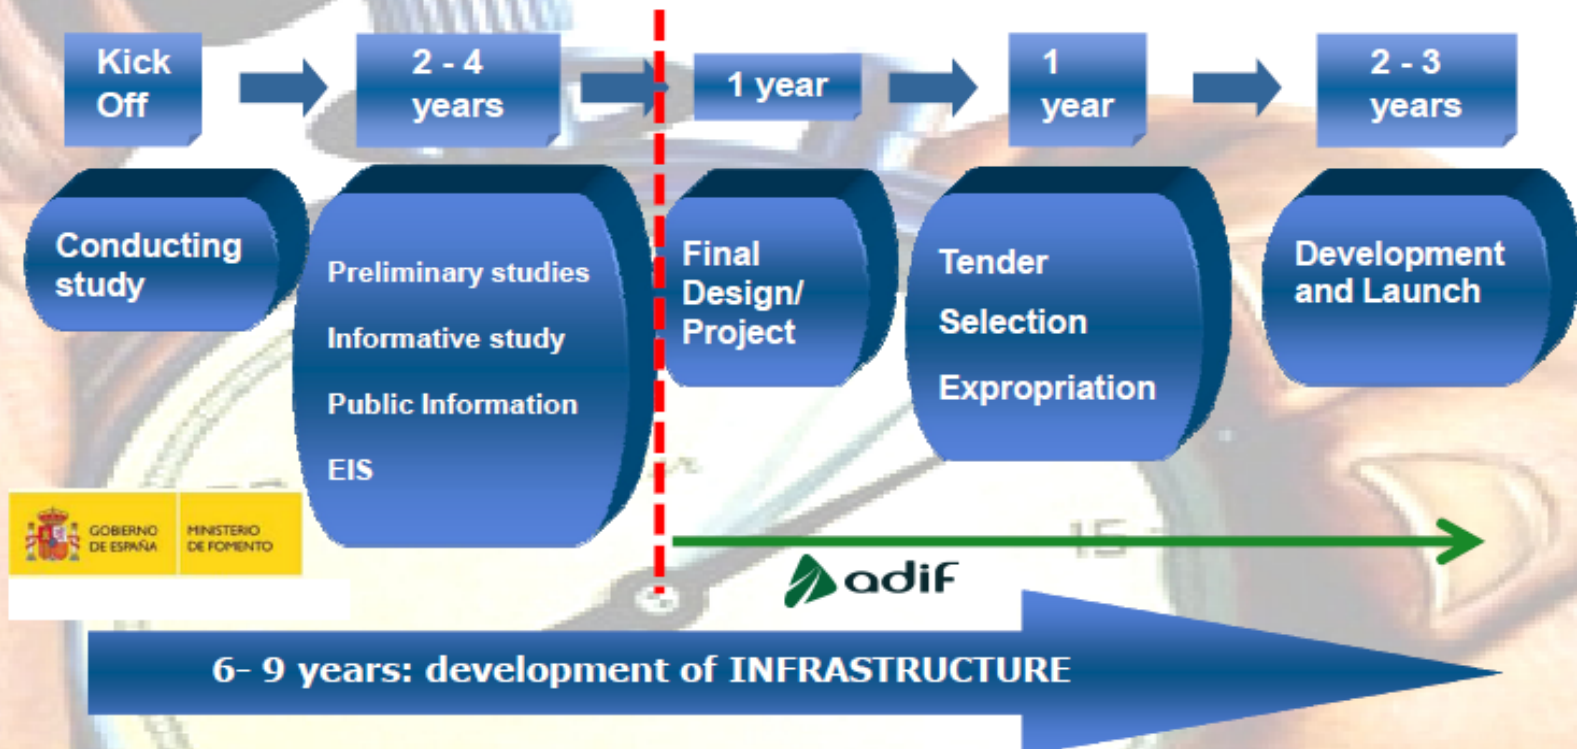 Kick
Off
2 - 4
years
1 year
1
year
2 - 3
years
Conducting
study
Preliminary studies
Informative study
Public Information
EIS
Final
Design/
Project
Tender
Selection
Expropriation
Development
and Launch
GOBIERNO
DE ESPAÑA
MINISTERIO
DE FOMENTO
15
adif
6- 9 years: development of INFRASTRUCTURE